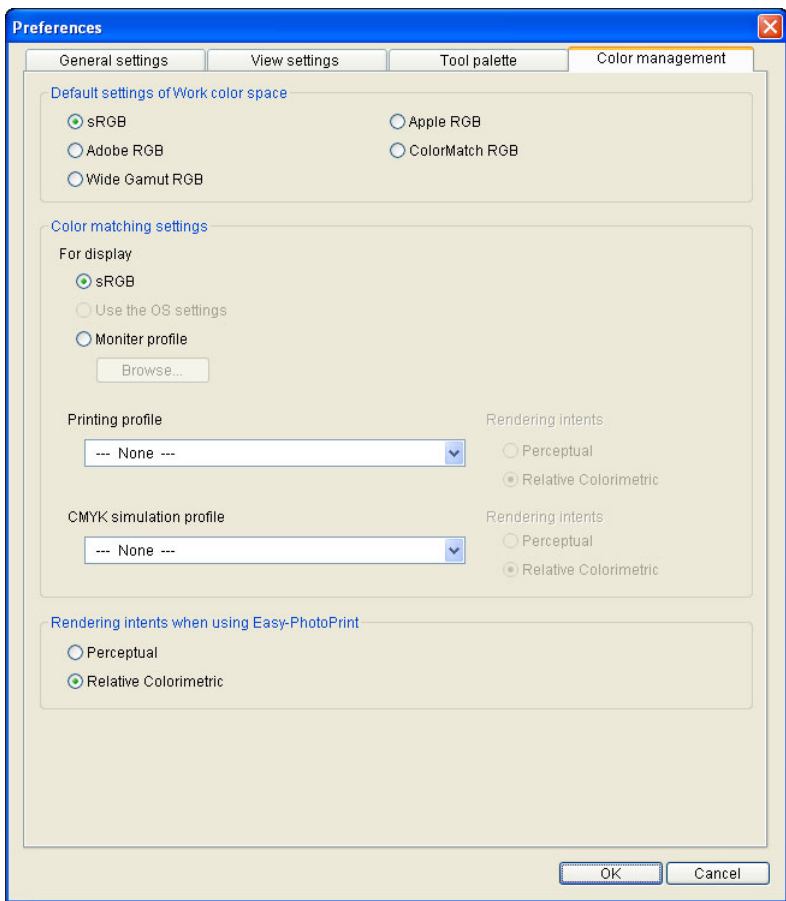 Preferences
General settings View settings Tool palette Color management
Default settings of Work color space
sRGB Apple RGB
Adobe RGB ColorMatch RGB
Wide Gamut RGB
Color matching settings
For display
sRGB
Use the OS settings
Moniter profile
Browse...
Printing profile Rendering intents
--- None --- Perceptual
Relative Colorimetric
CMYK simulation profile Rendering intents
--- None --- Perceptual
Relative Colorimetric
Rendering intents when using Easy-PhotoPrint
Perceptual
Relative Colorimetric
OK Cancel